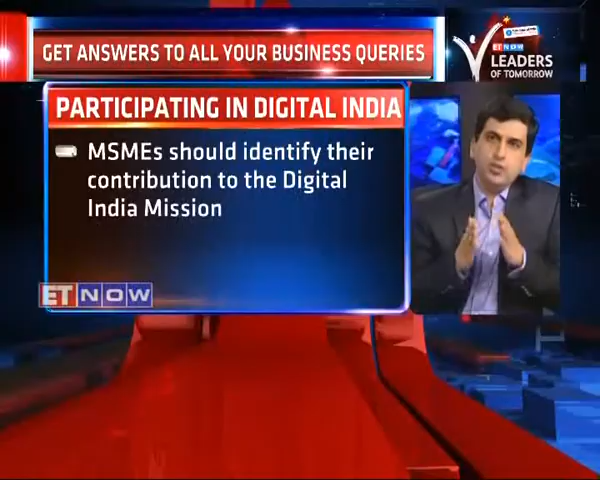 GET ANSWERS TO ALL YOUR BUSINESS QUERIES
ET NOW
LEADERS
OF TOMORROW
PARTICIPATING IN DIGITAL INDIA
MSMEs should identify their
contribution to the Digital
India Mission
ET NOW